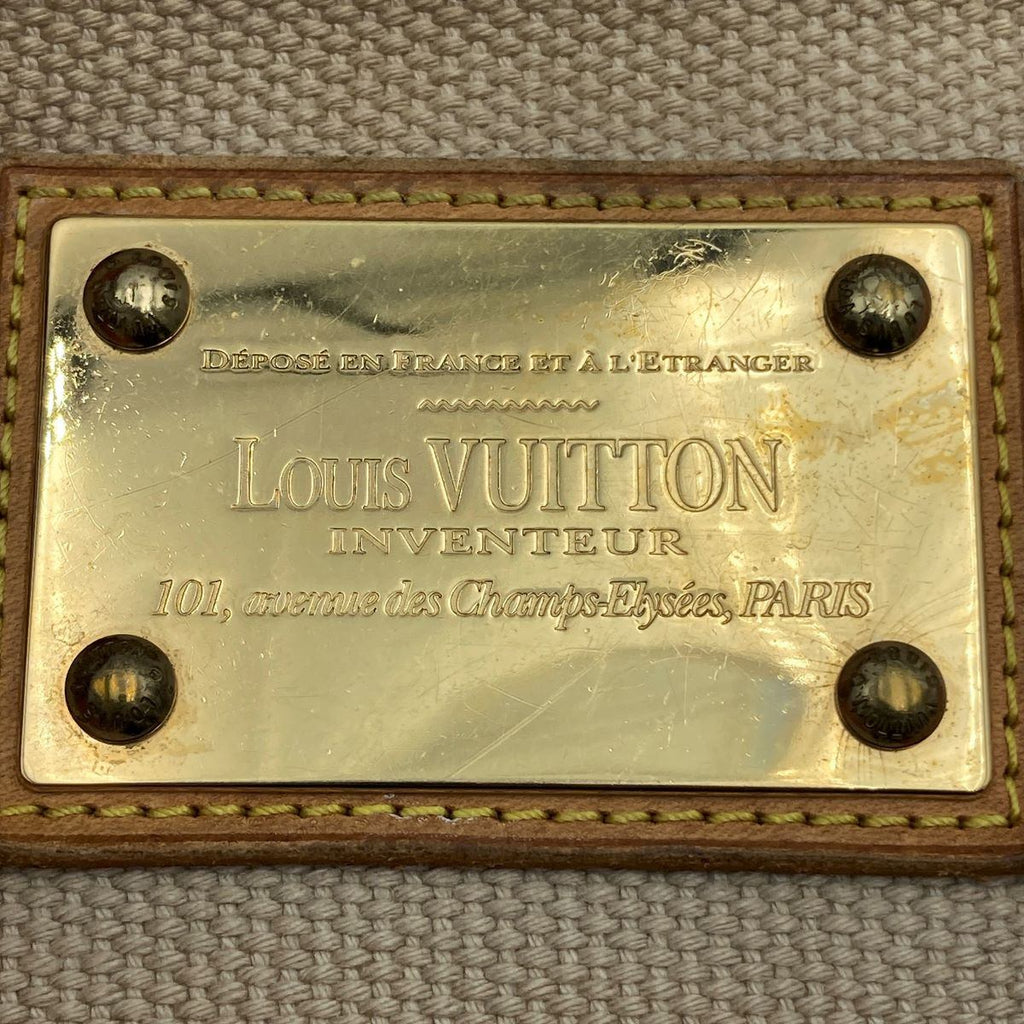 DÉPOSÉ EN FRANCE ET À L'ETRANGER
LOUIS VUITTON
INVENTEUR
101, avenue des Champs-Elysées, PARIS